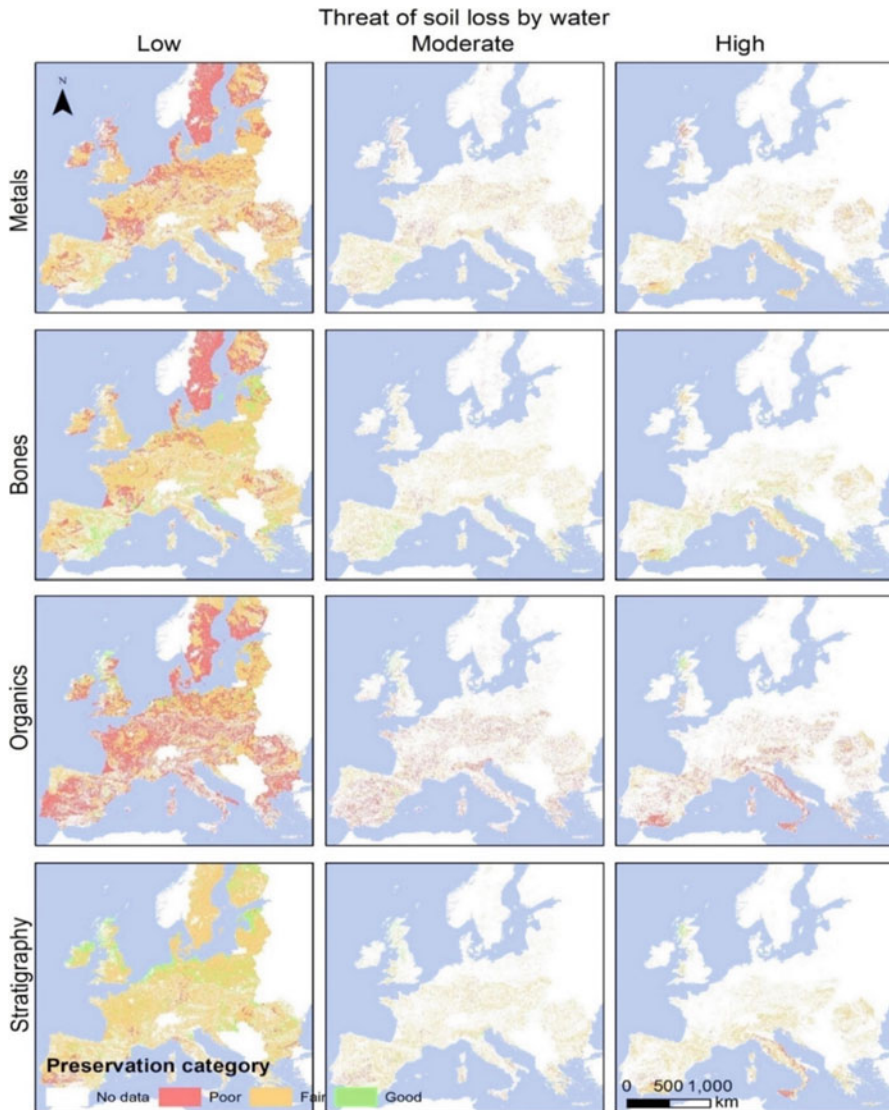 Threat of soil loss by water
Low Moderate High
N
Metals
Bones
Organics
Stratigraphy
Preservation category
No data Poor Fair Good
0 500 1,000
km